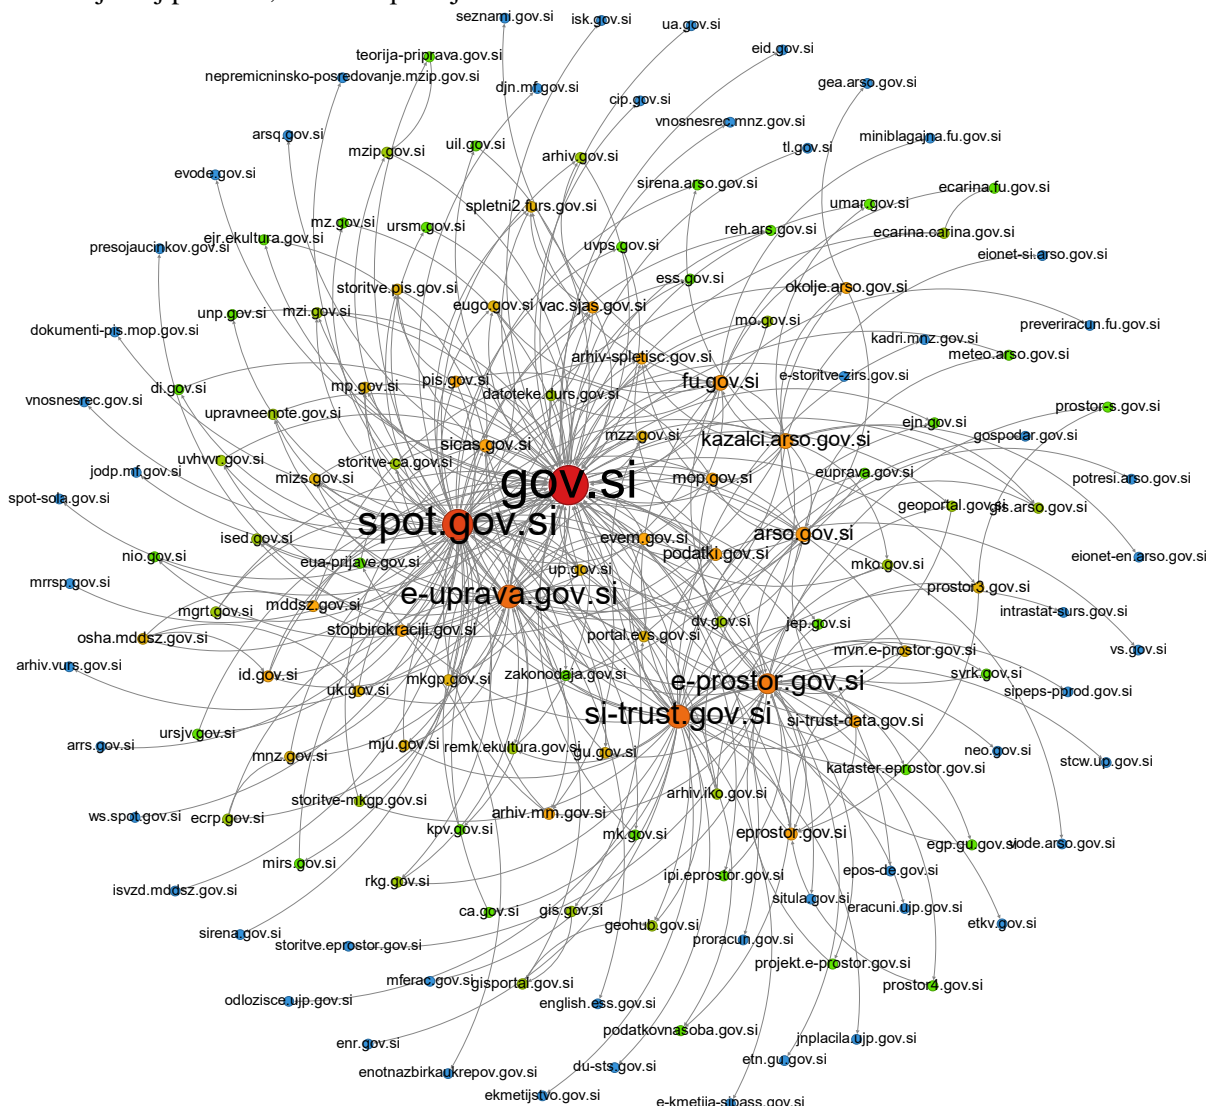 seznami.gov.si
isk.gov.si
ua.gov.si
eid.gov.si
teorija-priprava.gov.si
nepremicninsko-posredovanje.mzip.gov.si
djn.mf.gov.si
cip.gov.si
gea.arso.gov.si
vnosnesrec.mnz.gov.si
arsq.gov.si
mzip.gov.si
uil.gov.si
arhiv.gov.si
tl.gov.si
miniblagajna.fu.gov.si
evode.gov.si
sirena.arso.gov.si
ecarina.fu.gov.si
spletni2.furs.gov.si
umar.gov.si
mz.gov.si
ursm.gov.si
reh.ars.gov.si
ecarina.carina.gov.si
presojaucinkov.gov.si
ejr.ekultura.gov.si
uvps.gov.si
eionet-si.arso.gov.si
ess.gov.si
storitve.pis.gov.si
okolje.arso.gov.si
unp.gov.si
mzi.gov.si
eugo.gov.si
vac.sjas.gov.si
mo.gov.si
preveriracun.fu.gov.si
dokumenti-pis.mop.gov.si
kadri.mnz.gov.si
arhiv-spletisc.gov.si
meteo.arso.gov.si
di.gov.si
mp.gov.si
pis.gov.si
fu.gov.si
e-storitve-zirs.gov.si
datoteke.durs.gov.si
vnosnesrec.gov.si
upravneenote.gov.si
prostor-s.gov.si
ejn.gov.si
sicas.gov.si
mzz.gov.si
kazalci.arso.gov.si
gospodar.gov.si
uvhvvr.gov.si
storitve-ca.gov.si
jodp.mf.gov.si
mizs.gov.si
gov.si
mop.gov.si
euprava.gov.si
potresi.arso.gov.si
spot-sola.gov.si
geoportal.gov.si
gis.arso.gov.si
spot.gov.si
ised.gov.si
evem.gov.si
arso.gov.si
nio.gov.si
eua-prijave.gov.si
podatki.gov.si
eionet-en.arso.gov.si
up.gov.si
mko.gov.si
mrrsp.gov.si
e-uprava.gov.si
prostor3.gov.si
mgrt.gov.si
mddsz.gov.si
intrastat-surs.gov.si
stopbirokraciji.gov.si
dv.gov.si
jep.gov.si
osha.mddsz.gov.si
portal.evs.gov.si
mvn.e-prostor.gov.si
vs.gov.si
arhiv.vurs.gov.si
id.gov.si
zakonodaja.gov.si
svrk.gov.si
uk.gov.si
mkgp.gov.si
e-prostor.gov.si
sipeps-pprod.gov.si
si-trust.gov.si
si-trust-data.gov.si
ursjv.gov.si
arrs.gov.si
mju.gov.si
remk.ekultura.gov.si
gu.gov.si
neo.gov.si
mnz.gov.si
stcw.up.gov.si
kataster.eprostor.gov.si
storitve-mkgp.gov.si
arhiv.iko.gov.si
ws.spot.gov.si
ecrp.gov.si
arhiv.mm.gov.si
kpv.gov.si
mk.gov.si
eprostor.gov.si
egp.gu.gov.si
vode.arso.gov.si
mirs.gov.si
epos-de.gov.si
isvzd.mddsz.gov.si
rkg.gov.si
ipi.eprostor.gov.si
situla.gov.si
eracuni.ujp.gov.si
ca.gov.si
gis.gov.si
etkv.gov.si
geohub.gov.si
sirena.gov.si
storitve.eprostor.gov.si
proracun.gov.si
projekt.e-prostor.gov.si
mferac.gov.si
gisportal.gov.si
prostor4.gov.si
odlozisce.ujp.gov.si
english.ess.gov.si
podatkovnasoba.gov.si
jnplacila.ujp.gov.si
enr.gov.si
etn.gu.gov.si
enotnazbirkaukrepov.gov.si
du-sts.gov.si
ekmetijstvo.gov.si
e-kmetija-sipass.gov.si